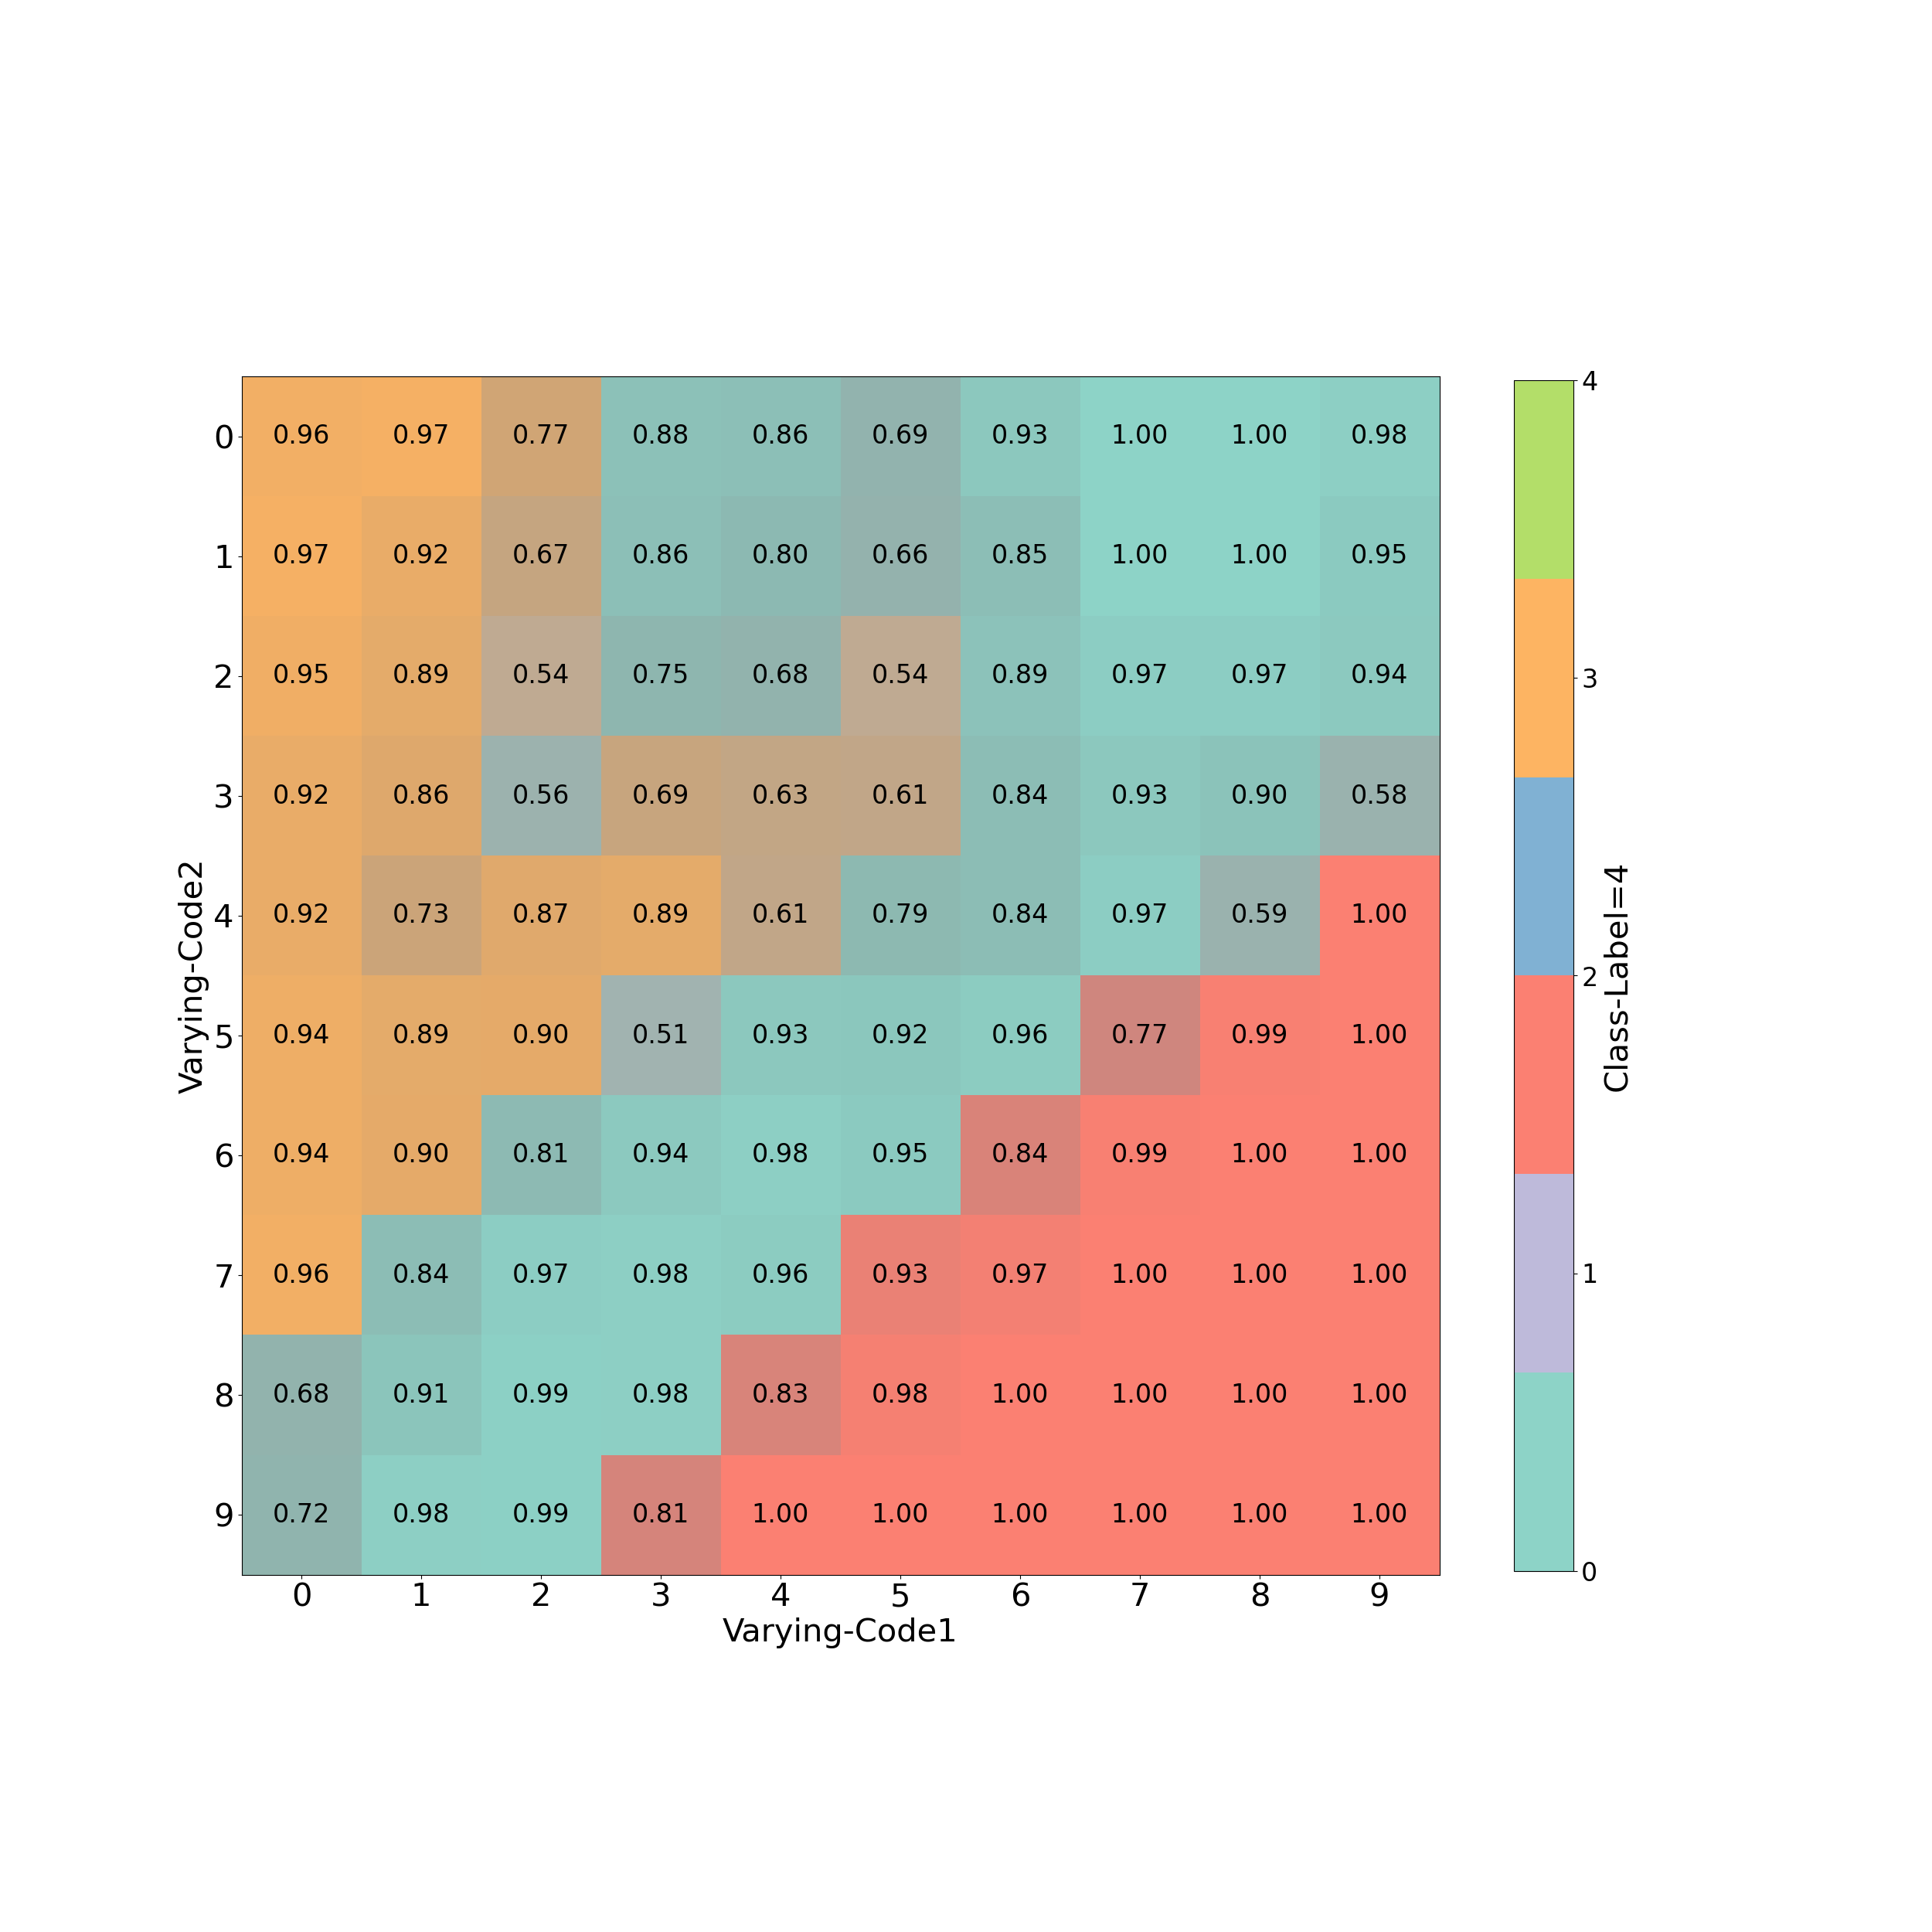 0 0.96 0.97 0.77 0.88 0.86 0.69 0.93 1.00 1.00 0.98
1 0.97 0.92 0.67 0.86 0.80 0.66 0.85 1.00 1.00 0.95
2 0.95 0.89 0.54 0.75 0.68 0.54 0.89 0.97 0.97 0.94
3 0.92 0.86 0.56 0.69 0.63 0.61 0.84 0.93 0.90 0.58
4 0.92 0.73 0.87 0.89 0.61 0.79 0.84 0.97 0.59 1.00
5 0.94 0.89 0.90 0.51 0.93 0.92 0.96 0.77 0.99 1.00
6 0.94 0.90 0.81 0.94 0.98 0.95 0.84 0.99 1.00 1.00
7 0.96 0.84 0.97 0.98 0.96 0.93 0.97 1.00 1.00 1.00
8 0.68 0.91 0.99 0.98 0.83 0.98 1.00 1.00 1.00 1.00
9 0.72 0.98 0.99 0.81 1.00 1.00 1.00 1.00 1.00 1.00
0 1 2 3 4 5 6 7 8 9
Varying-Code1
Varying-Code2
4
3
2
1
0
Class-Label=4